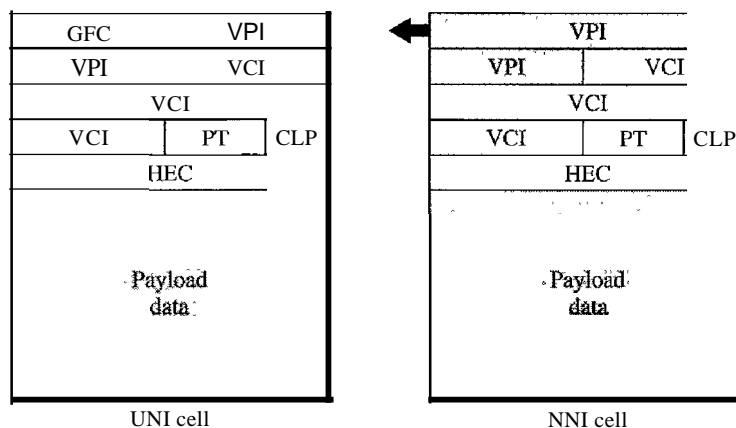 GFC VPI
VPI VCI
VCI
VCI PT CLP
HEC
Payload
data
UNI cell
VPI
VPI VCI
VCI
VCI PT CLP
HEC
Payload
data
NNI cell